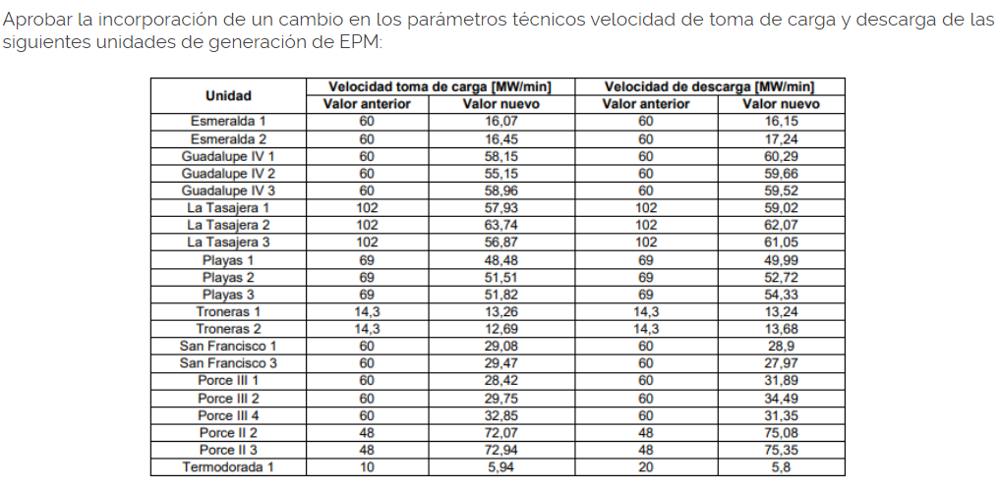 Aprobar la incorporación de un cambio en los parámetros técnicos velocidad de toma de carga y descarga de las
siguientes unidades de generación de EPM:
Unidad Velocidad toma de carga [MW/min] Velocidad de descarga [MW/min]
Valor anterior Valor nuevo Valor anterior Valor nuevo
Esmeralda 1 60 16,07 60 16,15
Esmeralda 2 60 16,45 60 17,24
Guadalupe IV 1 60 58,15 60 60,29
Guadalupe IV 2 60 55,15 60 59,66
Guadalupe IV 3 60 58,96 60 59,52
La Tasajera 1 102 57,93 102 59,02
La Tasajera 2 102 63,74 102 62,07
La Tasajera 3 102 56,87 102 61,05
Playas 1 69 48,48 69 49,99
Playas 2 69 51,51 69 52,72
Playas 3 69 51,82 69 54,33
Troneras 1 14,3 13,26 14,3 13,24
Troneras 2 14,3 12,69 14,3 13,68
San Francisco 1 60 29,08 60 28,9
San Francisco 3 60 29,47 60 27,97
Porce III 1 60 28,42 60 31,89
Porce III 2 60 29,75 60 34,49
Porce III 4 60 32,85 60 31,35
Porce II 2 48 72,07 48 75,08
Porce II 3 48 72,94 48 75,35
Termodorada 1 10 5,94 20 5,8